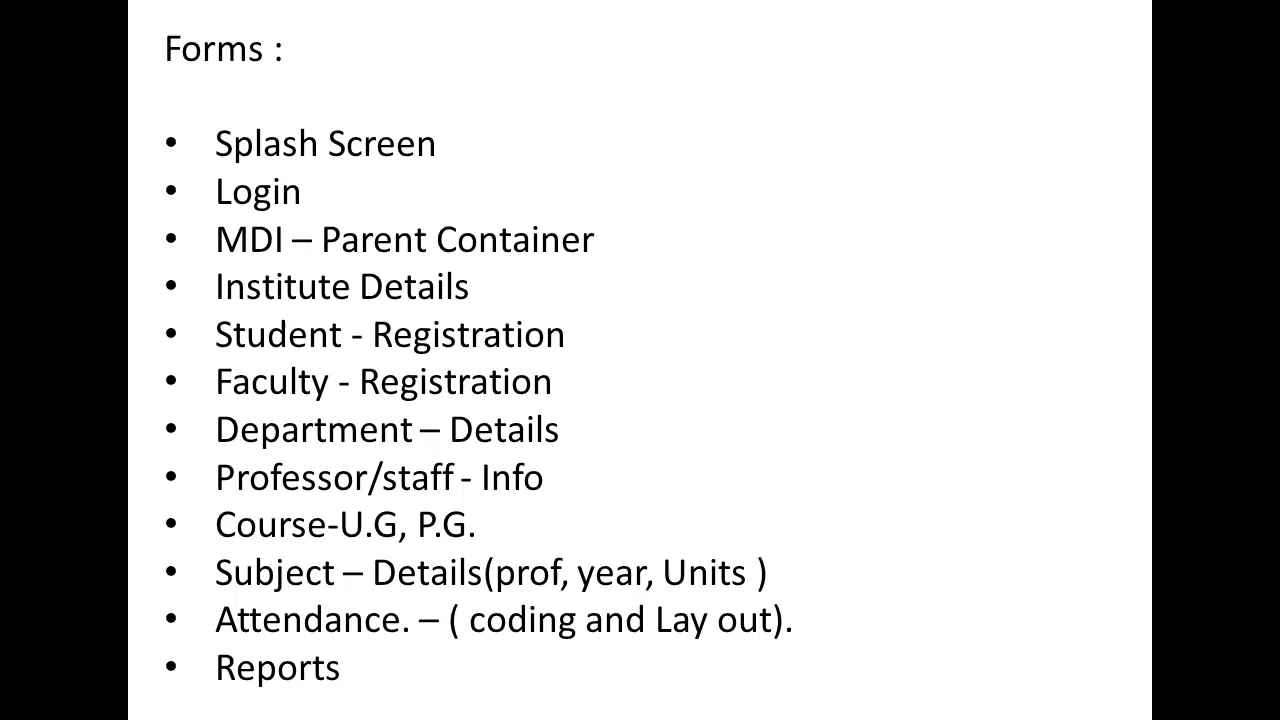 Forms :
• Splash Screen
• Login
• MDI – Parent Container
• Institute Details
• Student - Registration
• Faculty - Registration
• Department – Details
• Professor/staff - Info
• Course-U.G, P.G.
• Subject – Details(prof, year, Units )
• Attendance. – ( coding and Lay out).
• Reports